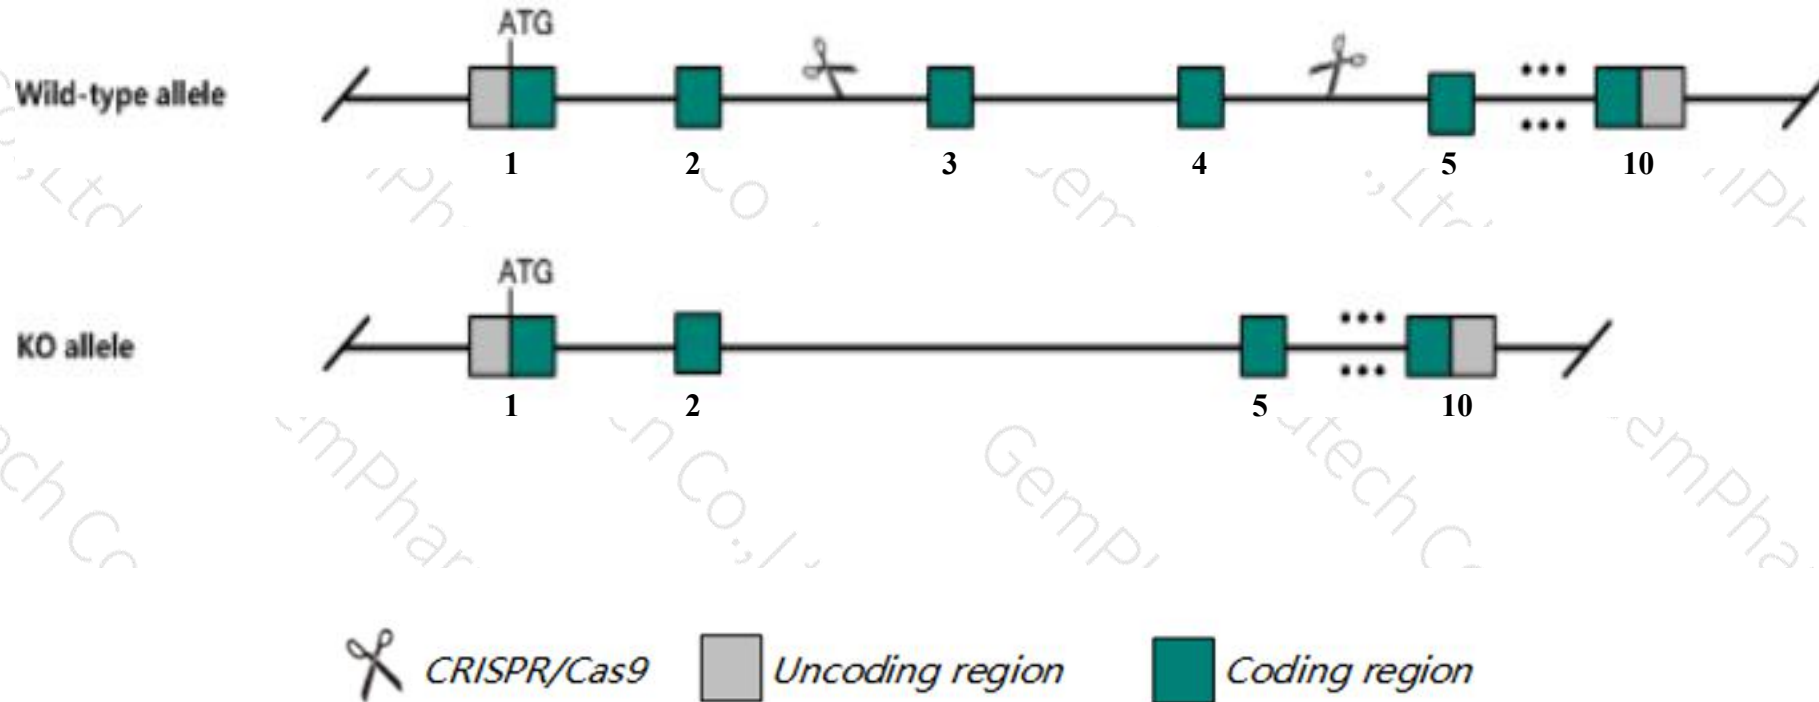 ATG
Wild-type allele
1 2 3 4 5 10
ATG
KO allele
1 2 5 10
CRISPR/Cas9 Uncoding region Coding region
GemPh